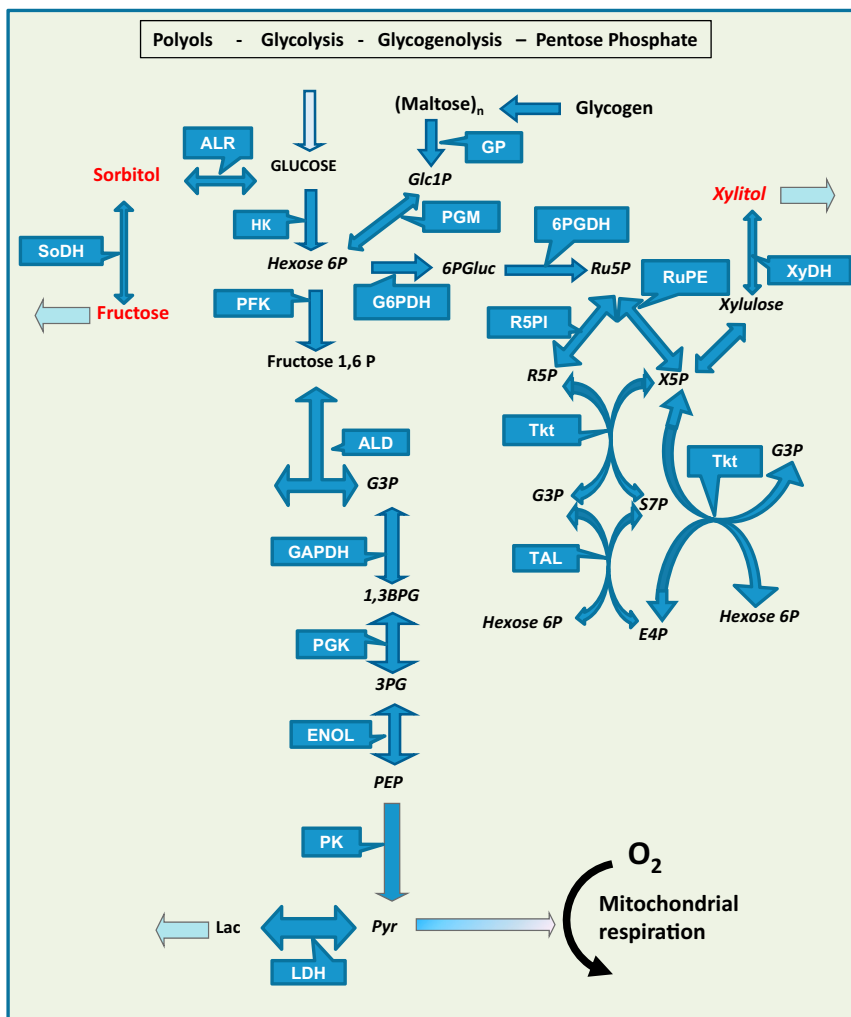 Polyols - Glycolysis - Glycogenolysis – Pentose Phosphate
(Maltose)n
Glycogen
ALR
GP
GLUCOSE
Sorbitol
Glc1P
Xylitol
HK
PGM
6PGDH
SoDH
Hexose 6P
6PGluc
Ru5P
RuPE
XyDH
Fructose
PFK
G6PDH
Xylulose
R5PI
Fructose 1,6 P
R5P
X5P
ALD
Tkt
Tkt
G3P
G3P
G3P
S7P
GAPDH
TAL
1,3BPG
Hexose 6P
E4P
Hexose 6P
PGK
3PG
ENOL
PEP
PK
O2
Mitochondrial
respiration
Lac
Pyr
LDH